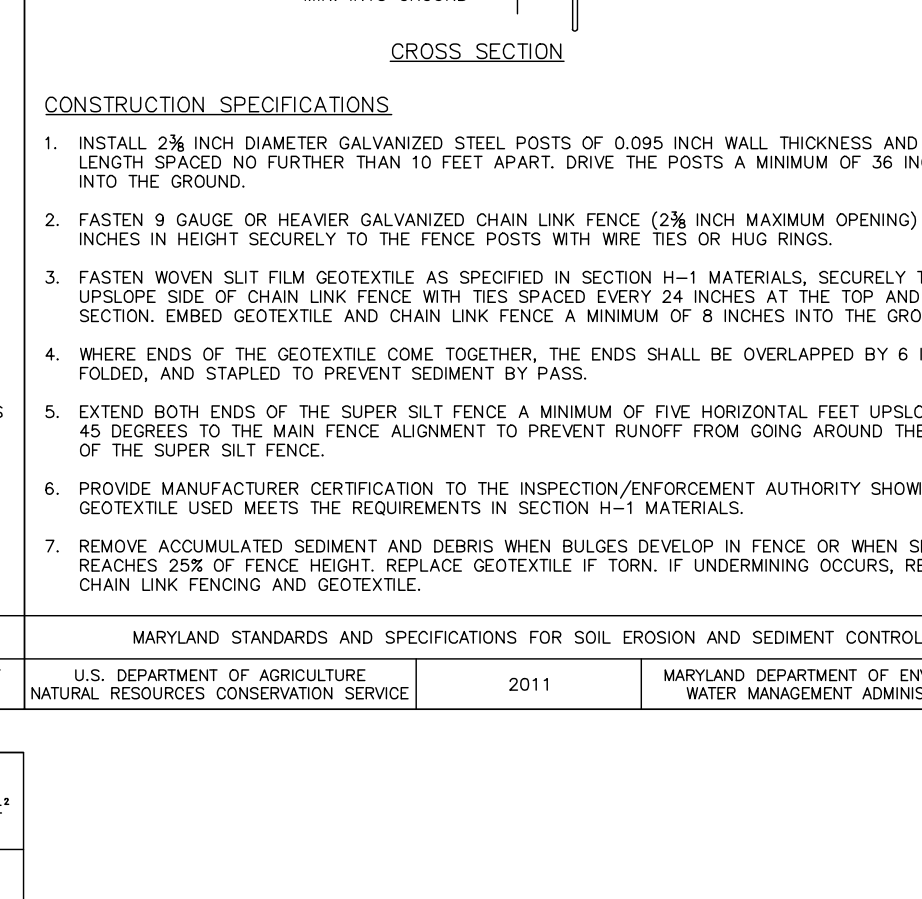 CROSS SECTION
CONSTRUCTION SPECIFICATIONS
1. INSTALL 2⅜ INCH DIAMETER GALVANIZED STEEL POSTS OF 0.095 INCH WALL THICKNESS AND
LENGTH SPACED NO FURTHER THAN 10 FEET APART. DRIVE THE POSTS A MINIMUM OF 36
INTO THE GROUND.
2. FASTEN 9 GAUGE OR HEAVIER GALVANIZED CHAIN LINK FENCE (2⅜ INCH MAXIMUM OPENING)
INCHES IN HEIGHT SECURELY TO THE FENCE POSTS WITH WIRE TIES OR HUG RINGS.
3. FASTEN WOVEN SLIT FILM GEOTEXTILE AS SPECIFIED IN SECTION H-1 MATERIALS, SECURELY
UPSLOPE SIDE OF CHAIN LINK FENCE WITH TIES SPACED EVERY 24 INCHES AT THE TOP AND
SECTION. EMBED GEOTEXTILE AND CHAIN LINK FENCE A MINIMUM OF 8 INCHES INTO THE GRO
4. WHERE ENDS OF THE GEOTEXTILE COME TOGETHER, THE ENDS SHALL BE OVERLAPPED BY 6
FOLDED, AND STAPLED TO PREVENT SEDIMENT BY PASS.
S
5. EXTEND BOTH ENDS OF THE SUPER SILT FENCE A MINIMUM OF FIVE HORIZONTAL FEET UPSLO
45 DEGREES TO THE MAIN FENCE ALIGNMENT TO PREVENT RUNOFF FROM GOING AROUND THE
OF THE SUPER SILT FENCE.
6. PROVIDE MANUFACTURER CERTIFICATION TO THE INSPECTION/ENFORCEMENT AUTHORITY SHOWI
GEOTEXTILE USED MEETS THE REQUIREMENTS IN SECTION H-1 MATERIALS.
7. REMOVE ACCUMULATED SEDIMENT AND DEBRIS WHEN BULGES DEVELOP IN FENCE OR WHEN SE
REACHES 25% OF FENCE HEIGHT. REPLACE GEOTEXTILE IF TORN. IF UNDERMINING OCCURS, RE
CHAIN LINK FENCING AND GEOTEXTILE.
MARYLAND STANDARDS AND SPECIFICATIONS FOR SOIL EROSION AND SEDIMENT CONTROL
U.S. DEPARTMENT OF AGRICULTURE
NATURAL RESOURCES CONSERVATION SERVICE
2011
MARYLAND DEPARTMENT OF ENV
WATER MANAGEMENT ADMINIS